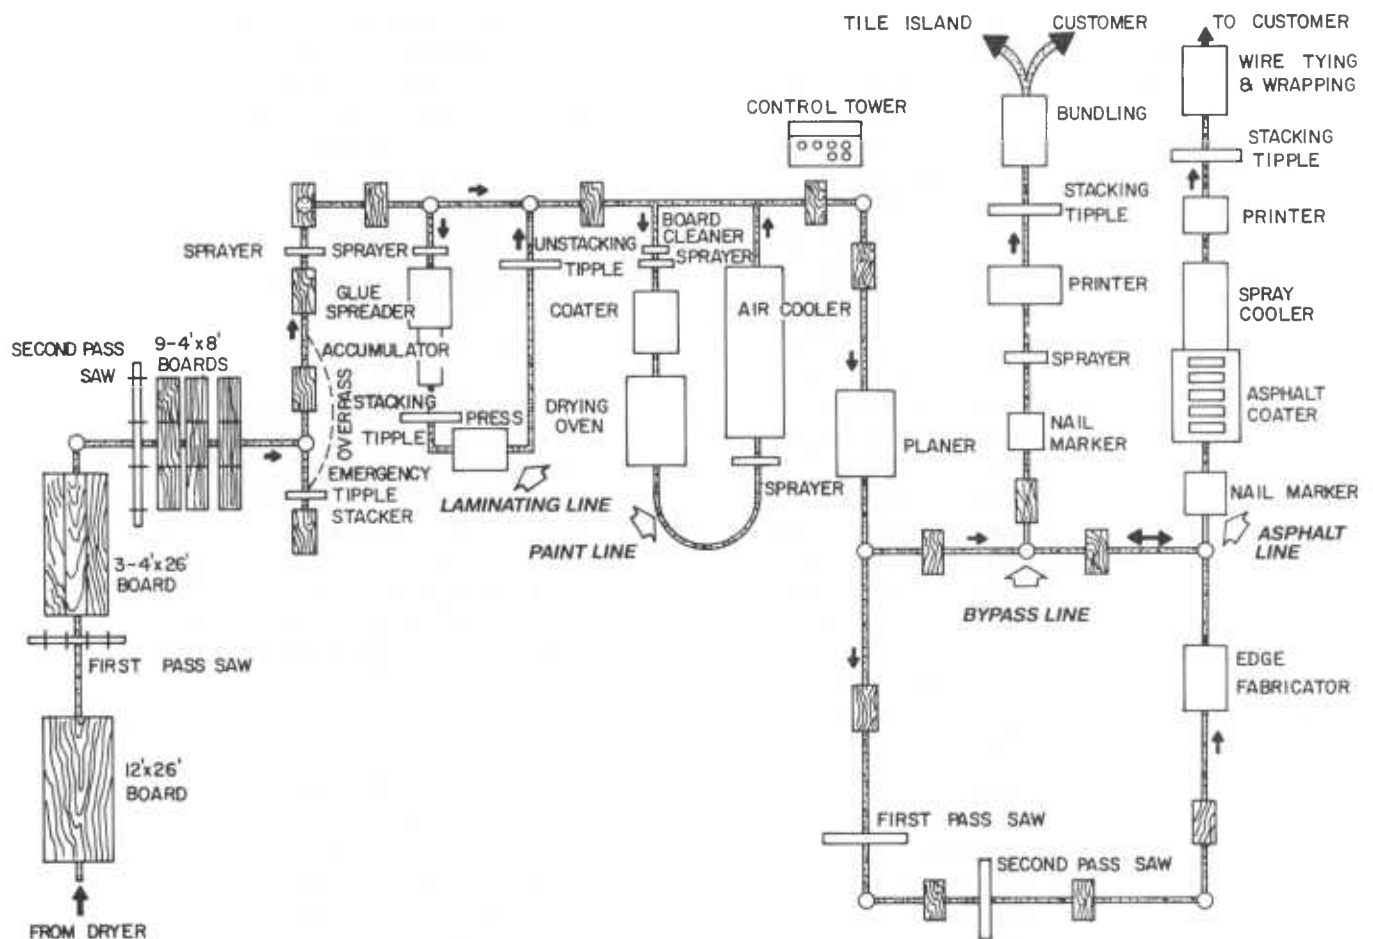 TILE ISLAND
CUSTOMER
TO CUSTOMER
WIRE TYING
& WRAPPING
CONTROL TOWER
BUNDLING
STACKING
TIPPLE
STACKING
TIPPLE
PRINTER
SPRAYER
SPRAYER
UNSTACKING
TIPPLE
BOARD
CLEANER
SPRAYER
GLUE
SPREADER
COATER
AIR COOLER
PRINTER
SPRAY
COOLER
SECOND PASS
SAW
9-4'x8'
BOARDS
ACCUMULATOR
OVERPASS
STACKING
TIPPLE
PRESS
DRYING
OVEN
SPRAYER
ASPHALT
COATER
PLANER
NAIL
MARKER
EMERGENCY
TIPPLE
STACKER
LAMINATING LINE
SPRAYER
NAIL MARKER
PAINT LINE
ASPHALT
LINE
3-4'x26'
BOARD
BYPASS LINE
FIRST PASS SAW
EDGE
FABRICATOR
12'x26'
BOARD
FIRST PASS SAW
SECOND PASS SAW
FROM DRYER